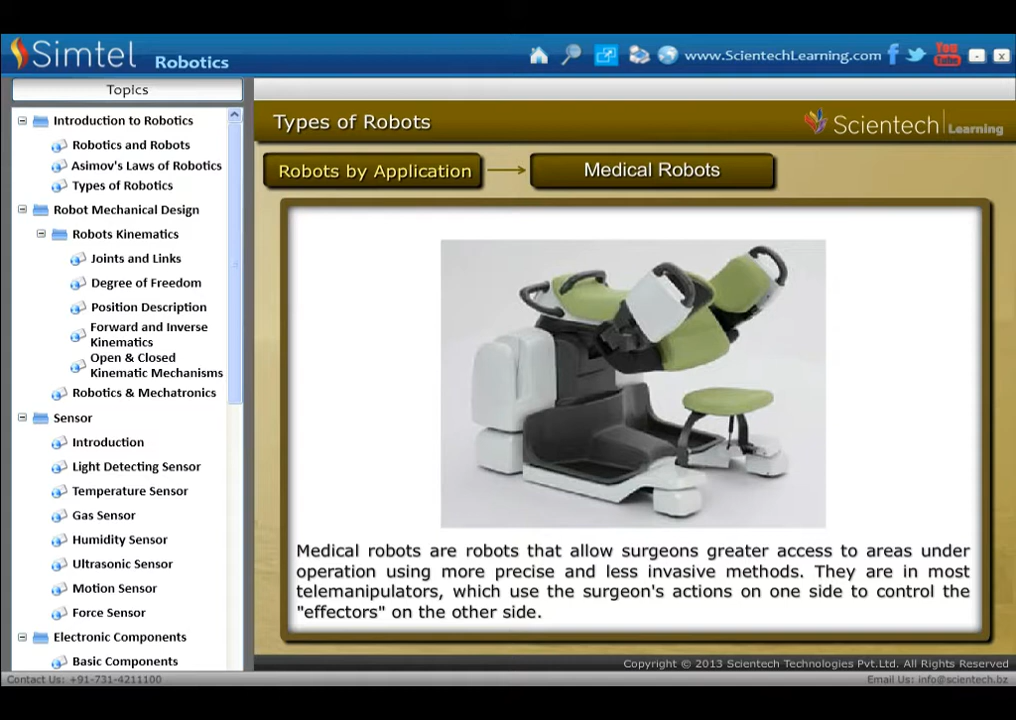 Simtel Robotics
www.ScientechLearning.com
You Tube
Topics
Introduction to Robotics
Robotics and Robots
Asimov's Laws of Robotics
Types of Robotics
Robot Mechanical Design
Robots Kinematics
Joints and Links
Degree of Freedom
Position Description
Forward and Inverse
Kinematics
Open & Closed
Kinematic Mechanisms
Robotics & Mechatronics
Sensor
Introduction
Light Detecting Sensor
Temperature Sensor
Gas Sensor
Humidity Sensor
Ultrasonic Sensor
Motion Sensor
Force Sensor
Electronic Components
Basic Components
Types of Robots
Scientech Learning
Robots by Application
Medical Robots
Medical robots are robots that allow surgeons greater access to areas under
operation using more precise and less invasive methods. They are in most
telemanipulators, which use the surgeon's actions on one side to control the
"effectors" on the other side.
Copyright © 2013 Scientech Technologies Pvt.Ltd. All Rights Reserved
Contact Us: +91-731-4211100
Email Us: info@scientech.bz